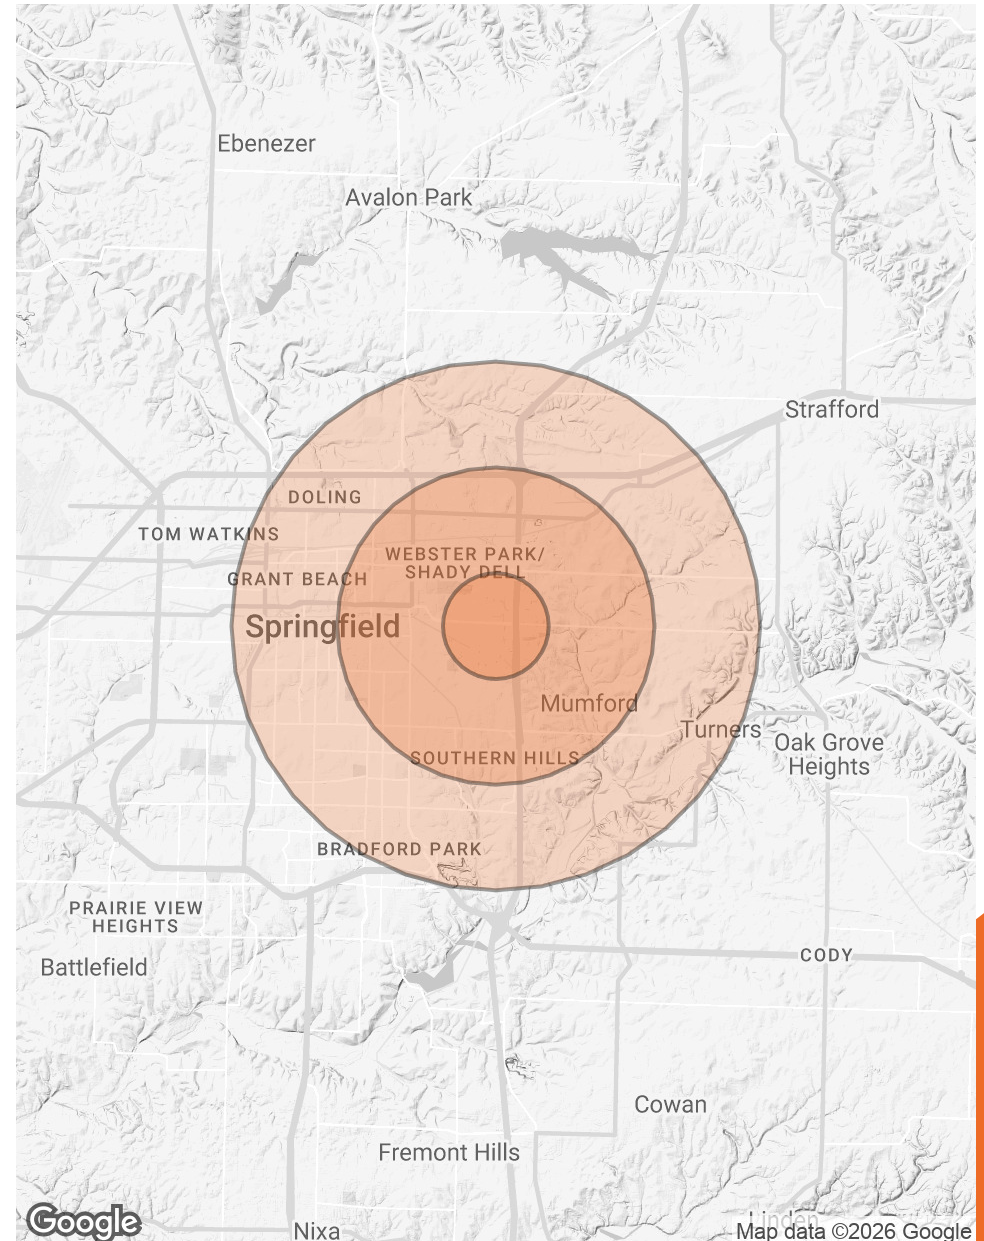 Ebenezer
Avalon Park
Strafford
DOLING
TOM WATKINS
WEBSTER PARK/
SHADY DELL
GRANT BEACH
Springfield
Mumford
Turners
Oak Grove
Heights
SOUTHERN HILLS
BRADFORD PARK
PRAIRIE VIEW
HEIGHTS
CODY
Battlefield
Cowan
Fremont Hills
Linden
Google
Nixa
Map data ©2026 Google